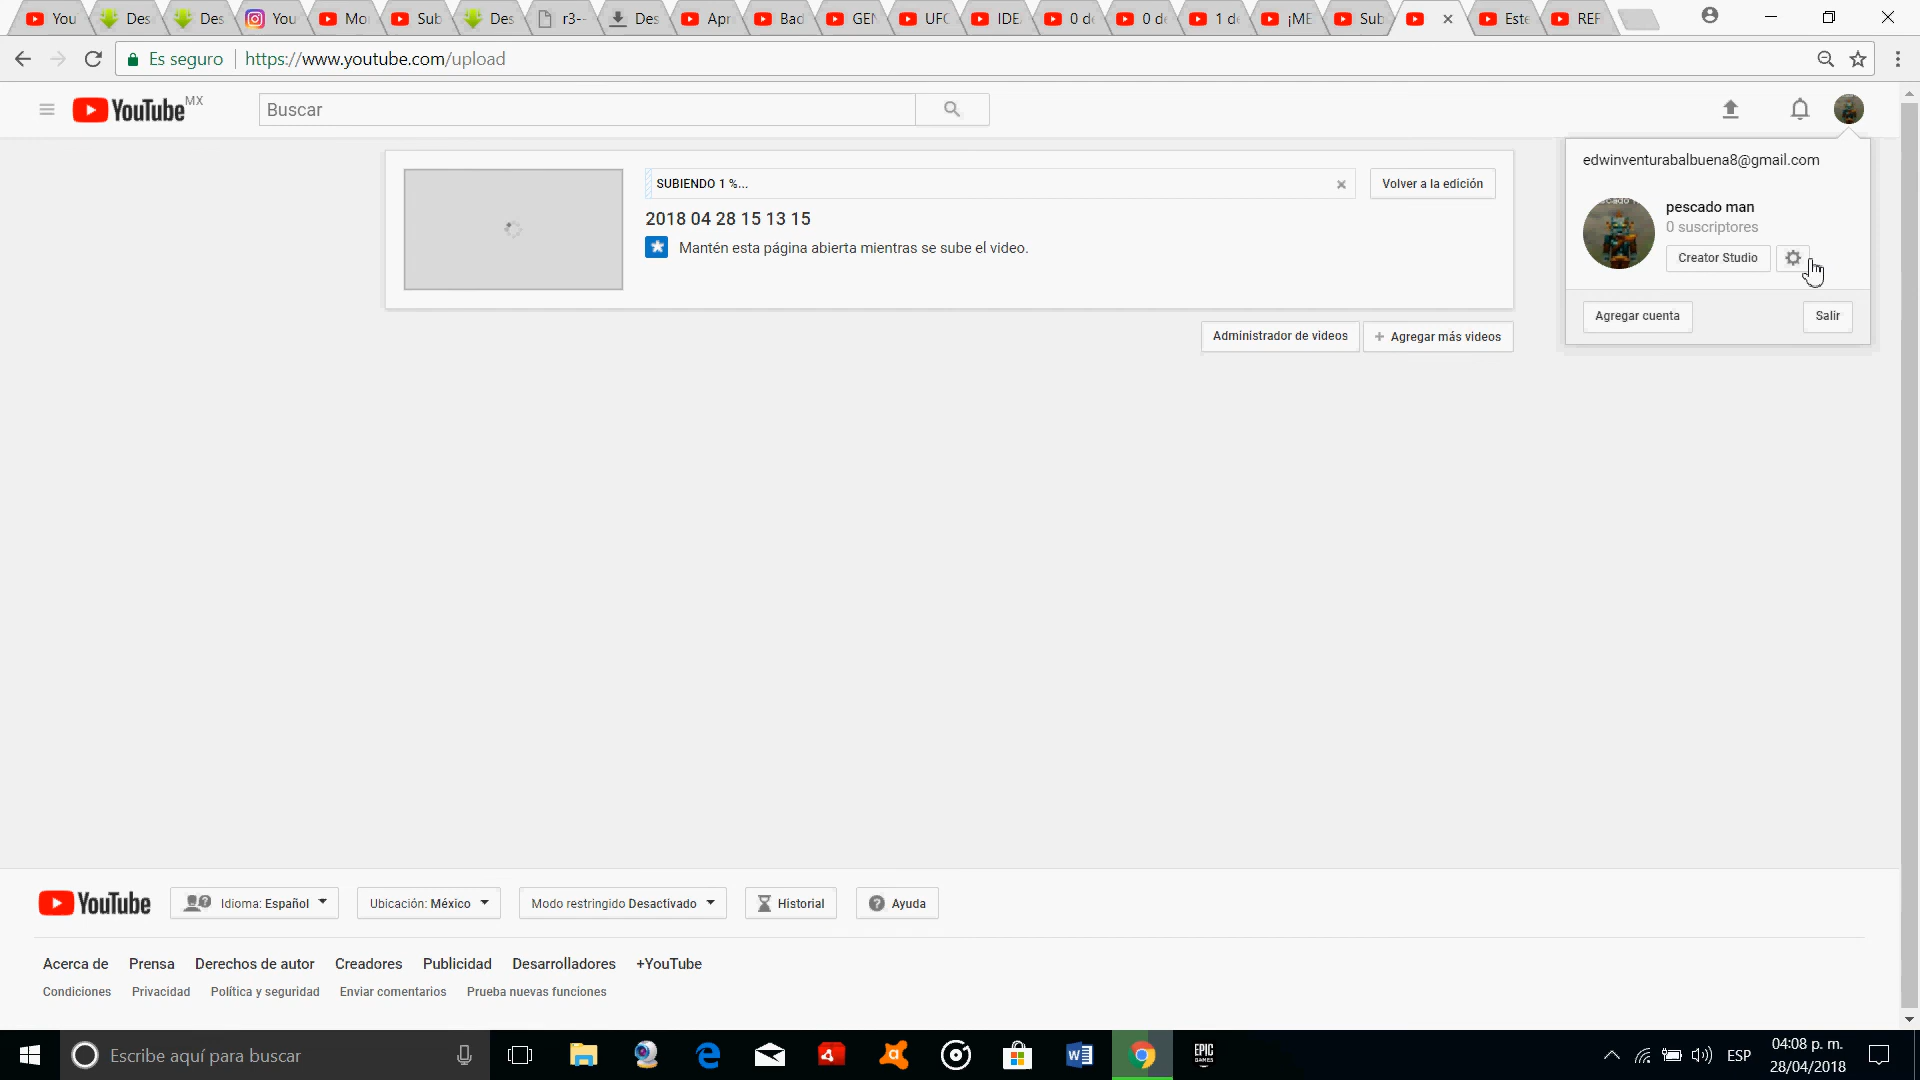 You Des Des You Mo Sub Des r3-- Des Apr Bad GEN UFC IDE 0 de 0 de 1 de ¡ME Sub Este REF
Es seguro https://www.youtube.com/upload
YouTube MX Buscar
edwinventurabalbuena8@gmail.com
SUBIENDO 1 %... Volver a la edición
pescado man
2018 04 28 15 13 15
0 suscriptores
Mantén esta página abierta mientras se sube el video.
Creator Studio
Agregar cuenta Salir
Administrador de videos + Agregar más videos
YouTube Idioma: Español Ubicación: México Modo restringido Desactivado Historial Ayuda
Acerca de Prensa Derechos de autor Creadores Publicidad Desarrolladores +YouTube
Condiciones Privacidad Política y seguridad Enviar comentarios Prueba nuevas funciones
Escribe aquí para buscar EPIC GAMES ESP 04:08 p. m.
28/04/2018